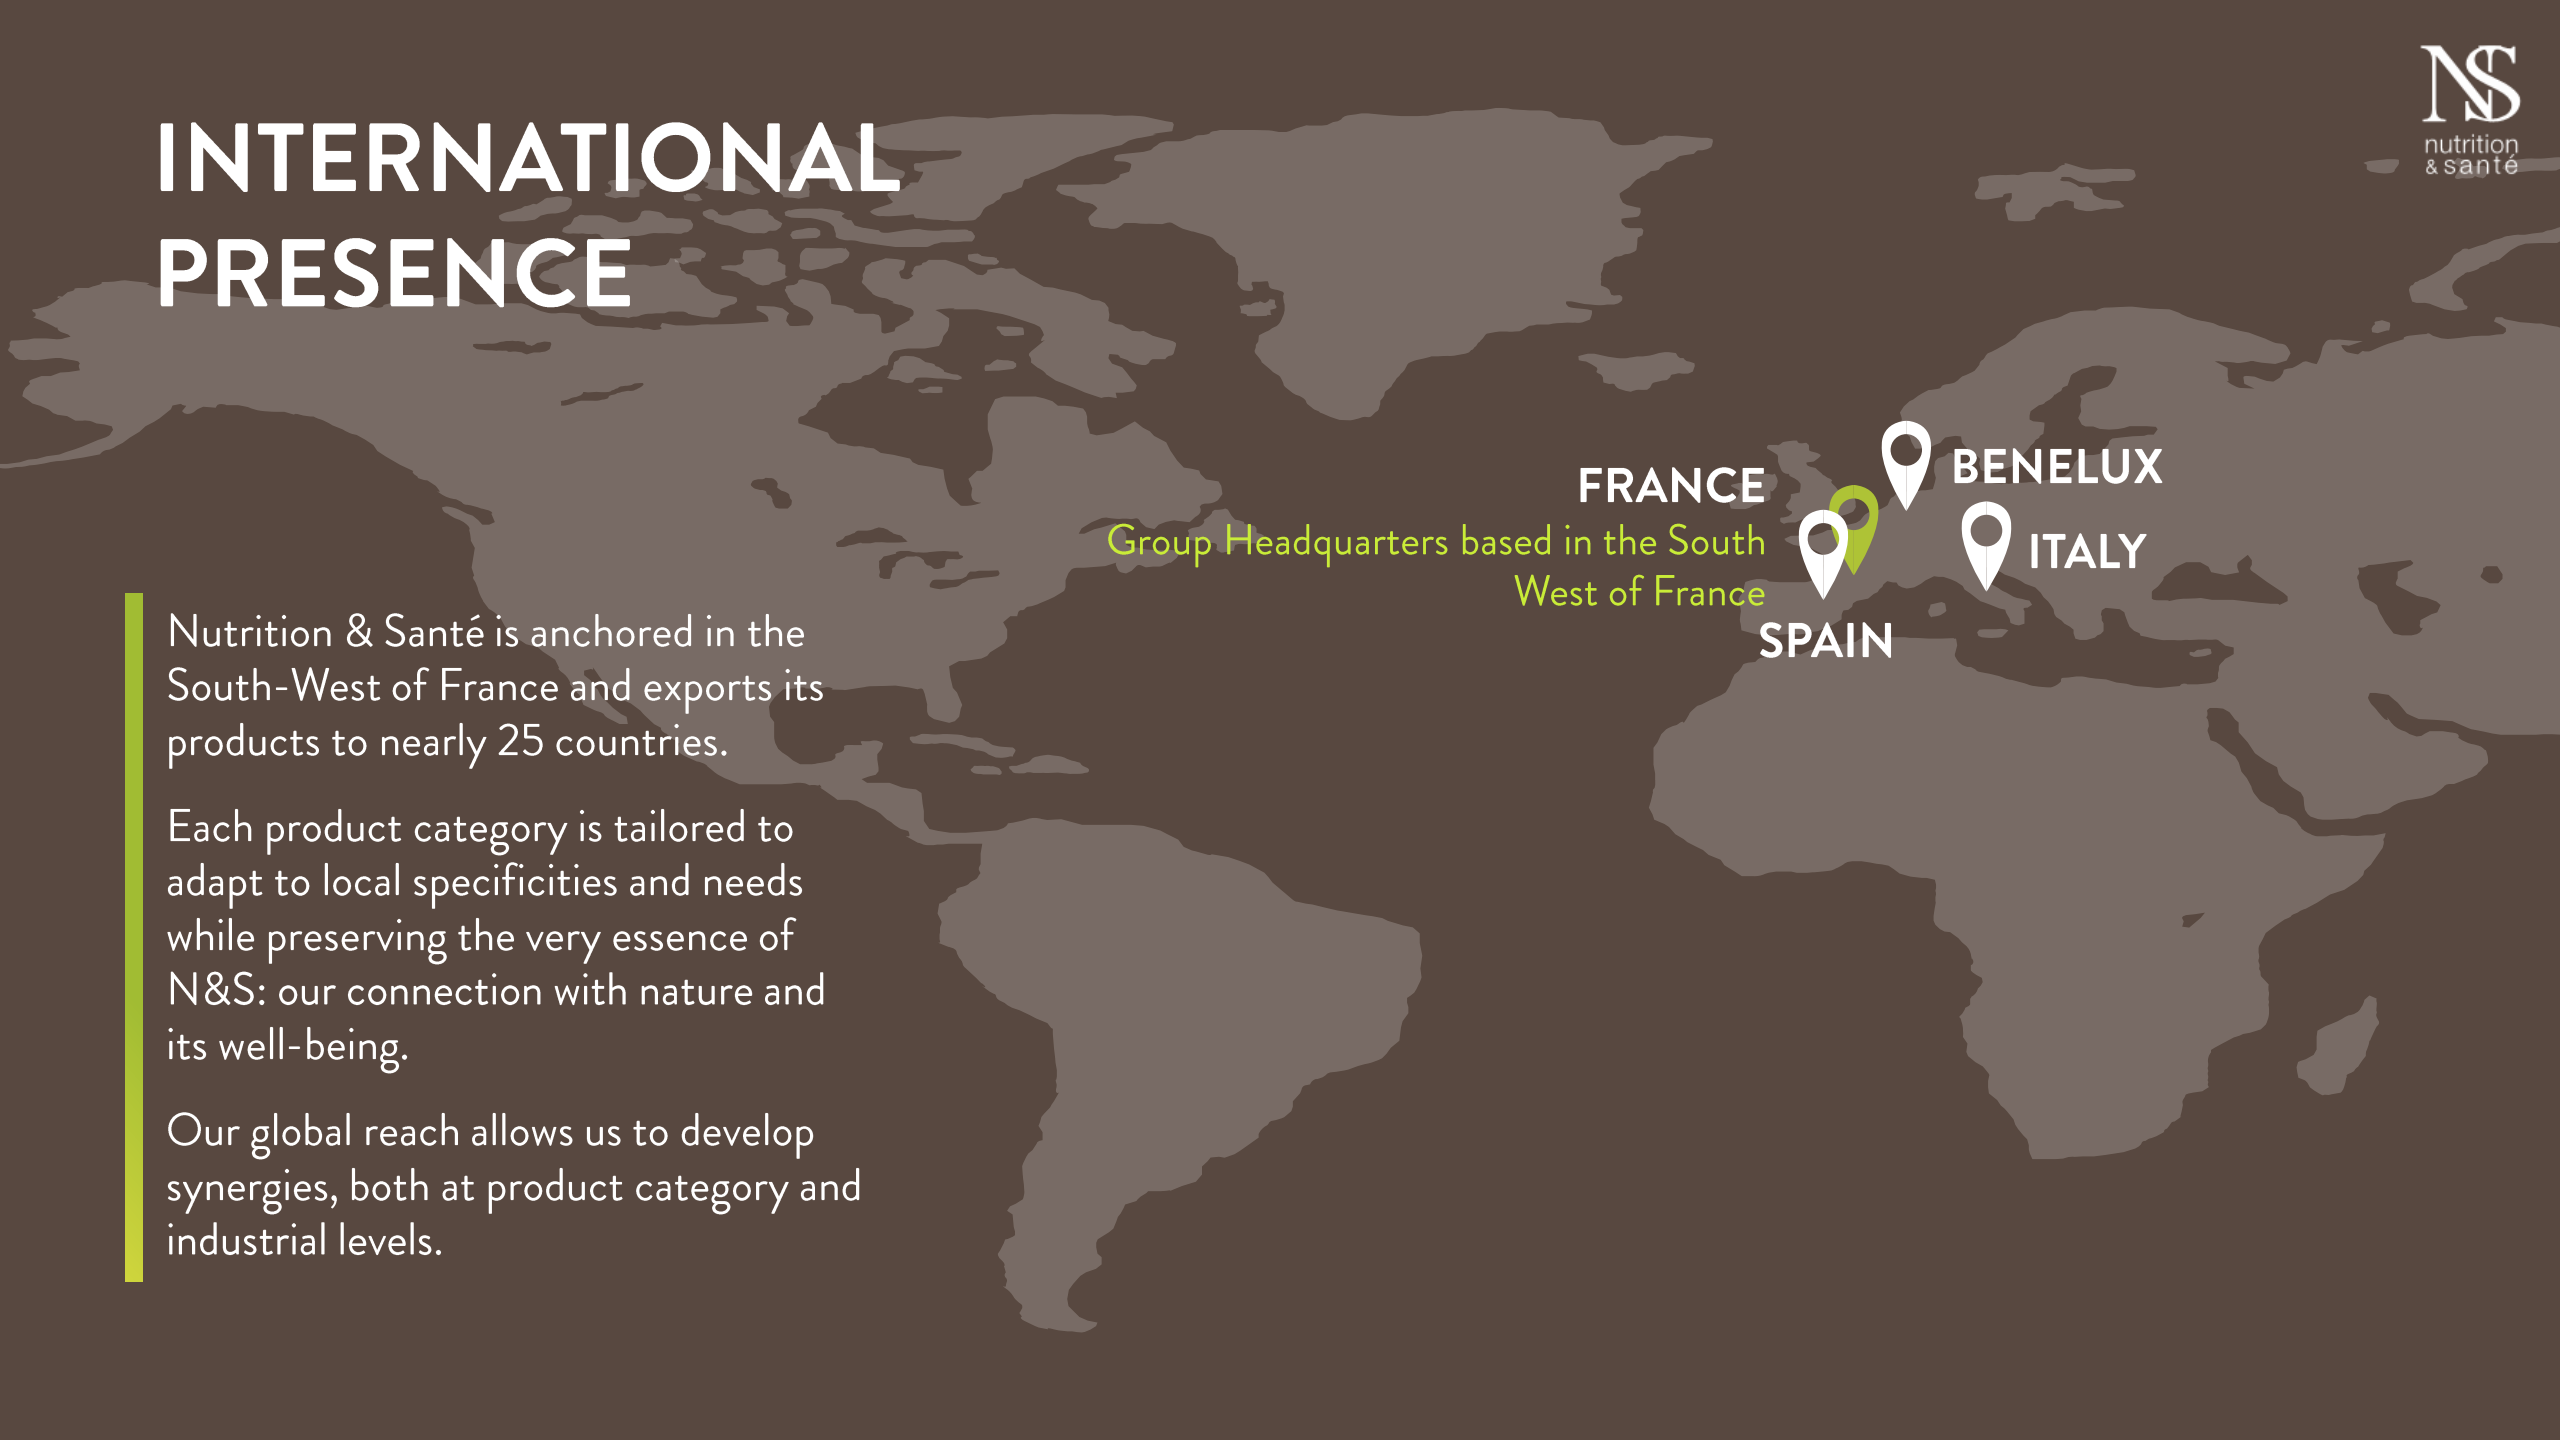 INTERNATIONAL
PRESENCE
NS
nutrition
& santé
FRANCE
Group Headquarters based in the South
West of France
BENELUX
ITALY
SPAIN
Nutrition & Santé is anchored in the
South-West of France and exports its
products to nearly 25 countries.
Each product category is tailored to
adapt to local specificities and needs
while preserving the very essence of
N&S: our connection with nature and
its well-being.
Our global reach allows us to develop
synergies, both at product category and
industrial levels.